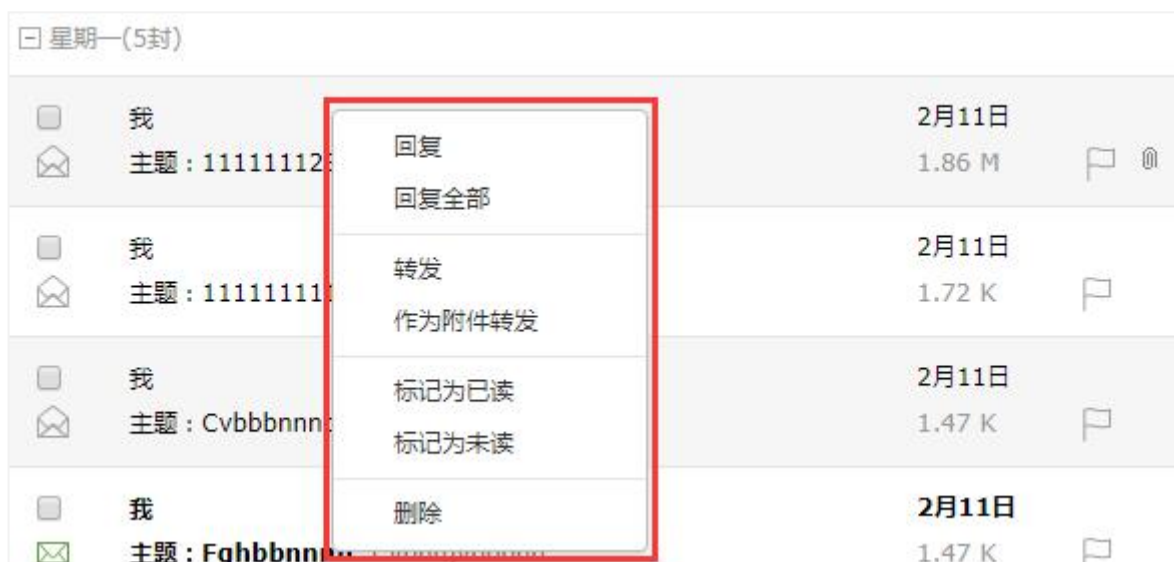 星期一(5封)
我
2月11日
主题：111111112
1.86 M
我
2月11日
主题：11111111
1.72 K
我
2月11日
主题：Cvbbbnnn
1.47 K
我
2月11日
主题：Fghbbnnn
1.47 K
回复
回复全部
转发
作为附件转发
标记为已读
标记为未读
删除